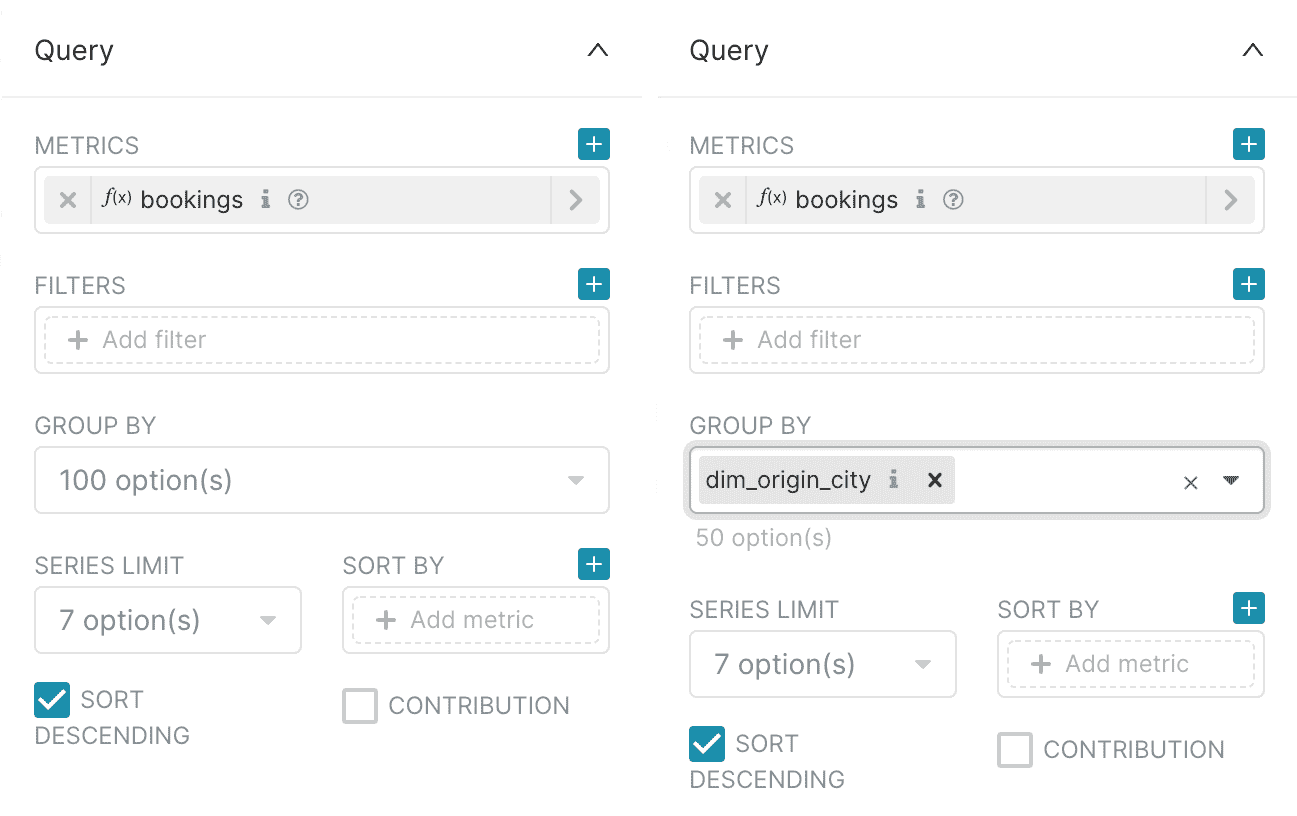 Query
METRICS
f(x) bookings i ?
FILTERS
Add filter
GROUP BY
100 option(s)
SERIES LIMIT
SORT BY
7 option(s)
Add metric
SORT DESCENDING
CONTRIBUTION
Query
METRICS
f(x) bookings i ?
FILTERS
Add filter
GROUP BY
dim_origin_city i
50 option(s)
SERIES LIMIT
SORT BY
7 option(s)
Add metric
SORT
DESCENDING
CONTRIBUTION